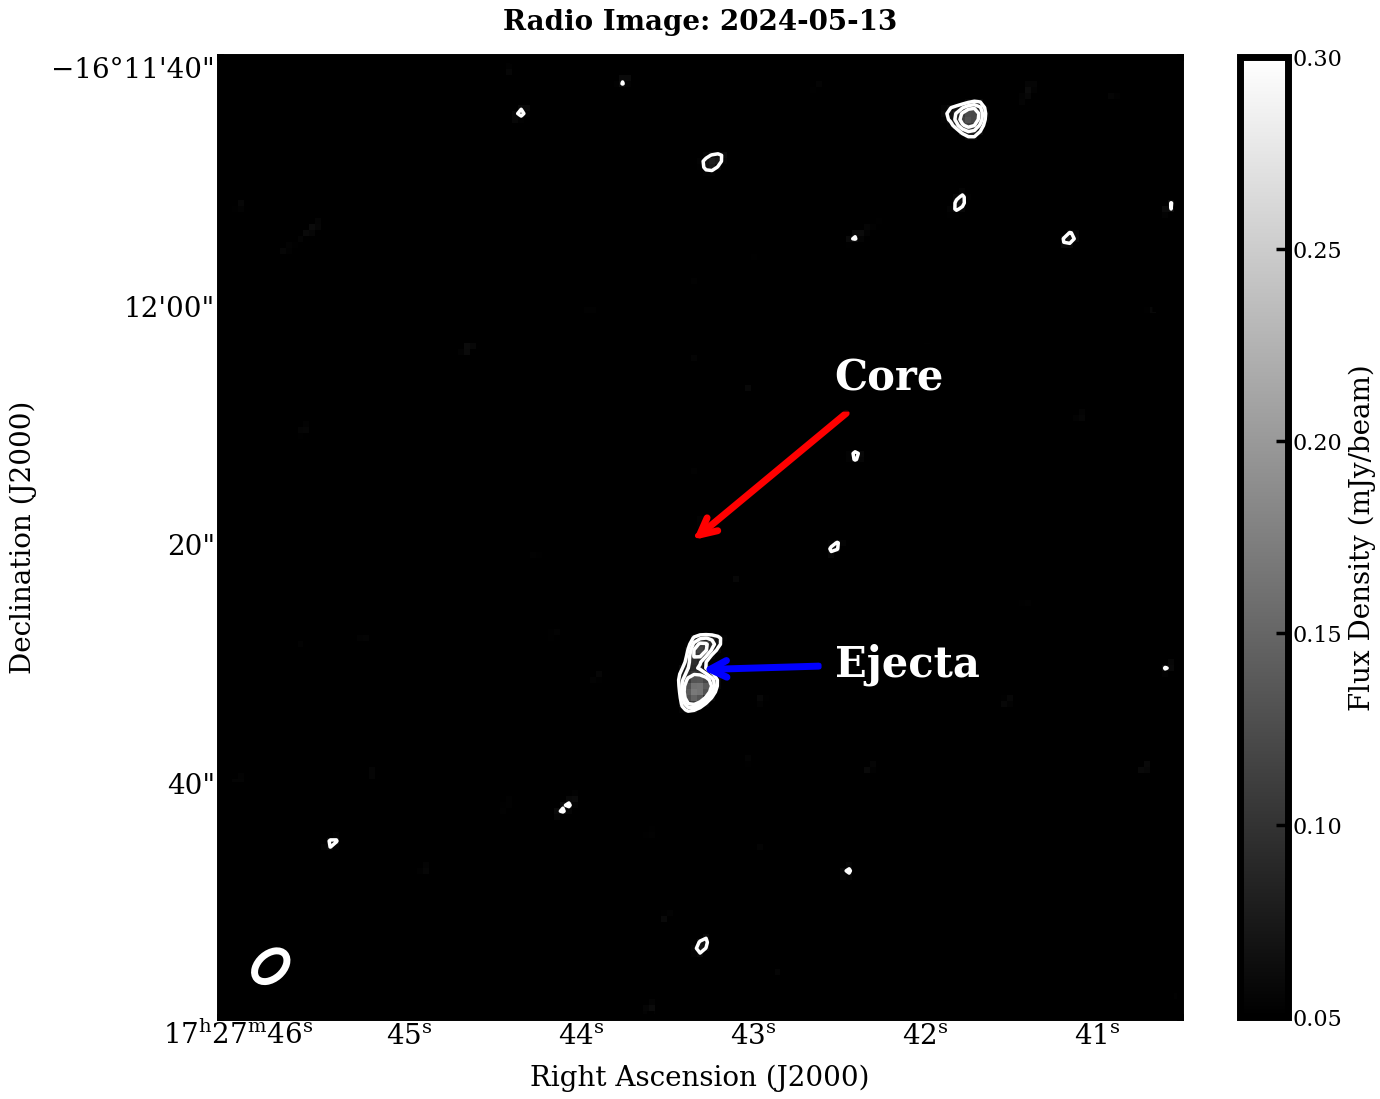 Radio Image: 2024-05-13
−16°11'40"
12'00"
20"
40"
Declination (J2000)
Core
Ejecta
17ʰ27ᵐ46ˢ 45ˢ 44ˢ 43ˢ 42ˢ 41ˢ
Right Ascension (J2000)
0.30
0.25
0.20
0.15
0.10
0.05
Flux Density (mJy/beam)